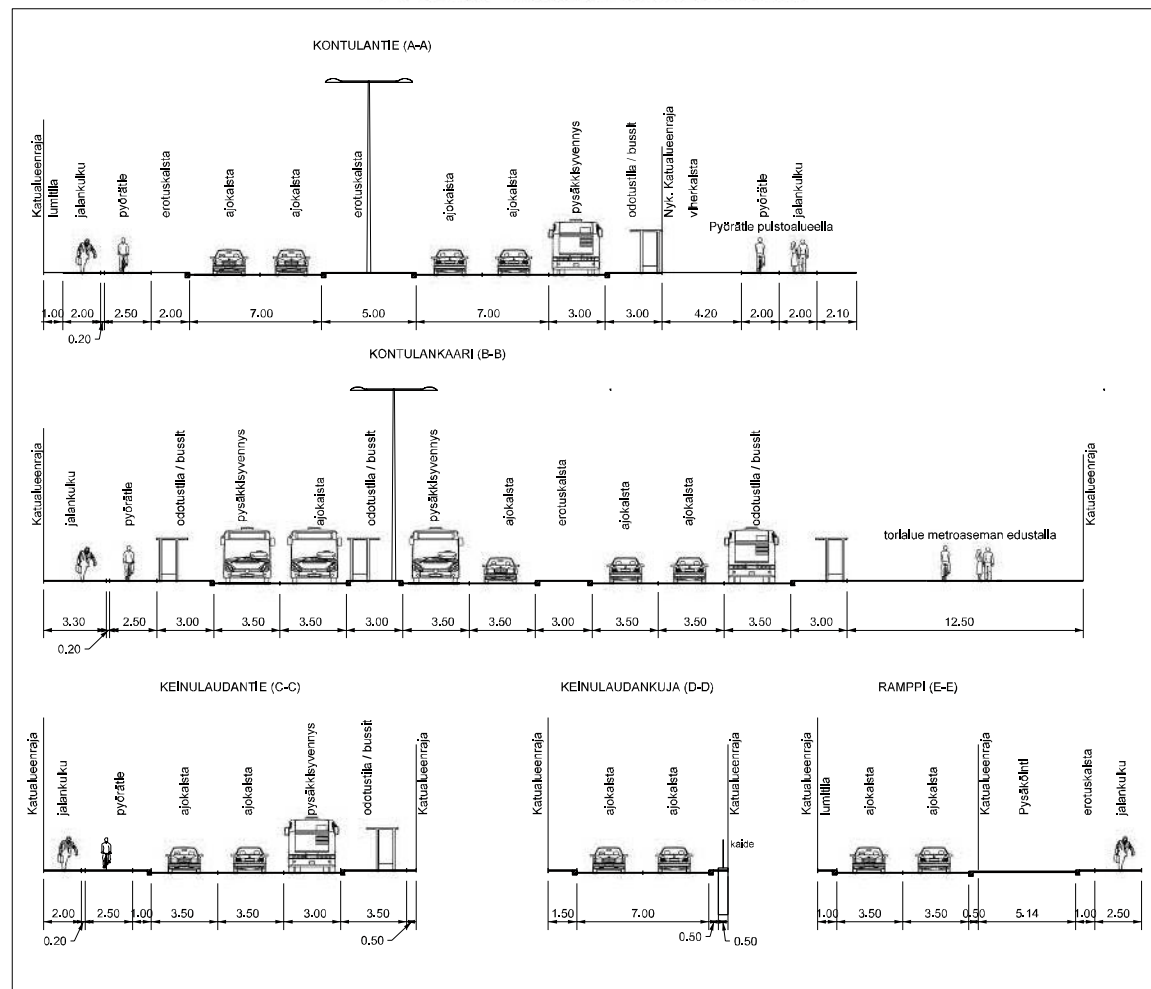 KONTULANTIE (A-A)
Katualueenraja
lumitila
jalankulku
pyörätie
erotuskaista
ajokaista
ajokaista
erotuskaista
ajokaista
ajokaista
pysäkkisyvennys
odotustila / bussit
Nyk. Katualueenraja
viherkaista
pyörätie
jalankulku
Pyörätie puistoalueella
1.00 2.00 2.50 2.00 7.00 5.00 7.00 3.00 3.00 4.20 2.00 2.00 2.10
0.20
KONTULANKAARI (B-B)
Katualueenraja
jalankulku
pyörätie
odotustila / bussit
pysäkkisyvennys
ajokaista
odotustila / bussit
pysäkkisyvennys
ajokaista
erotuskaista
ajokaista
ajokaista
odotustila / bussit
torialue metroaseman edustalla
Katualueenraja
3.30 2.50 3.00 3.50 3.50 3.00 3.50 3.50 3.00 3.50 3.50 3.50 3.00 12.50
0.20
KEINULAUDANTIE (C-C)
Katualueenraja
jalankulku
pyörätie
ajokaista
ajokaista
pysäkkisyvennys
odotustila / bussit
Katualueenraja
2.00 2.50 1.00 3.50 3.50 3.00 3.50
0.20
0.50
KEINULAUDANKUJA (D-D)
Katualueenraja
ajokaista
ajokaista
Katualueenraja
kaide
1.50 7.00
0.50
0.50
RAMPPI (E-E)
Katualueenraja
lumitila
ajokaista
ajokaista
Katualueenraja
Pysäköinti
erotuskaista
jalankulku
1.00 3.50 3.50 0.50 5.14 1.00 2.50